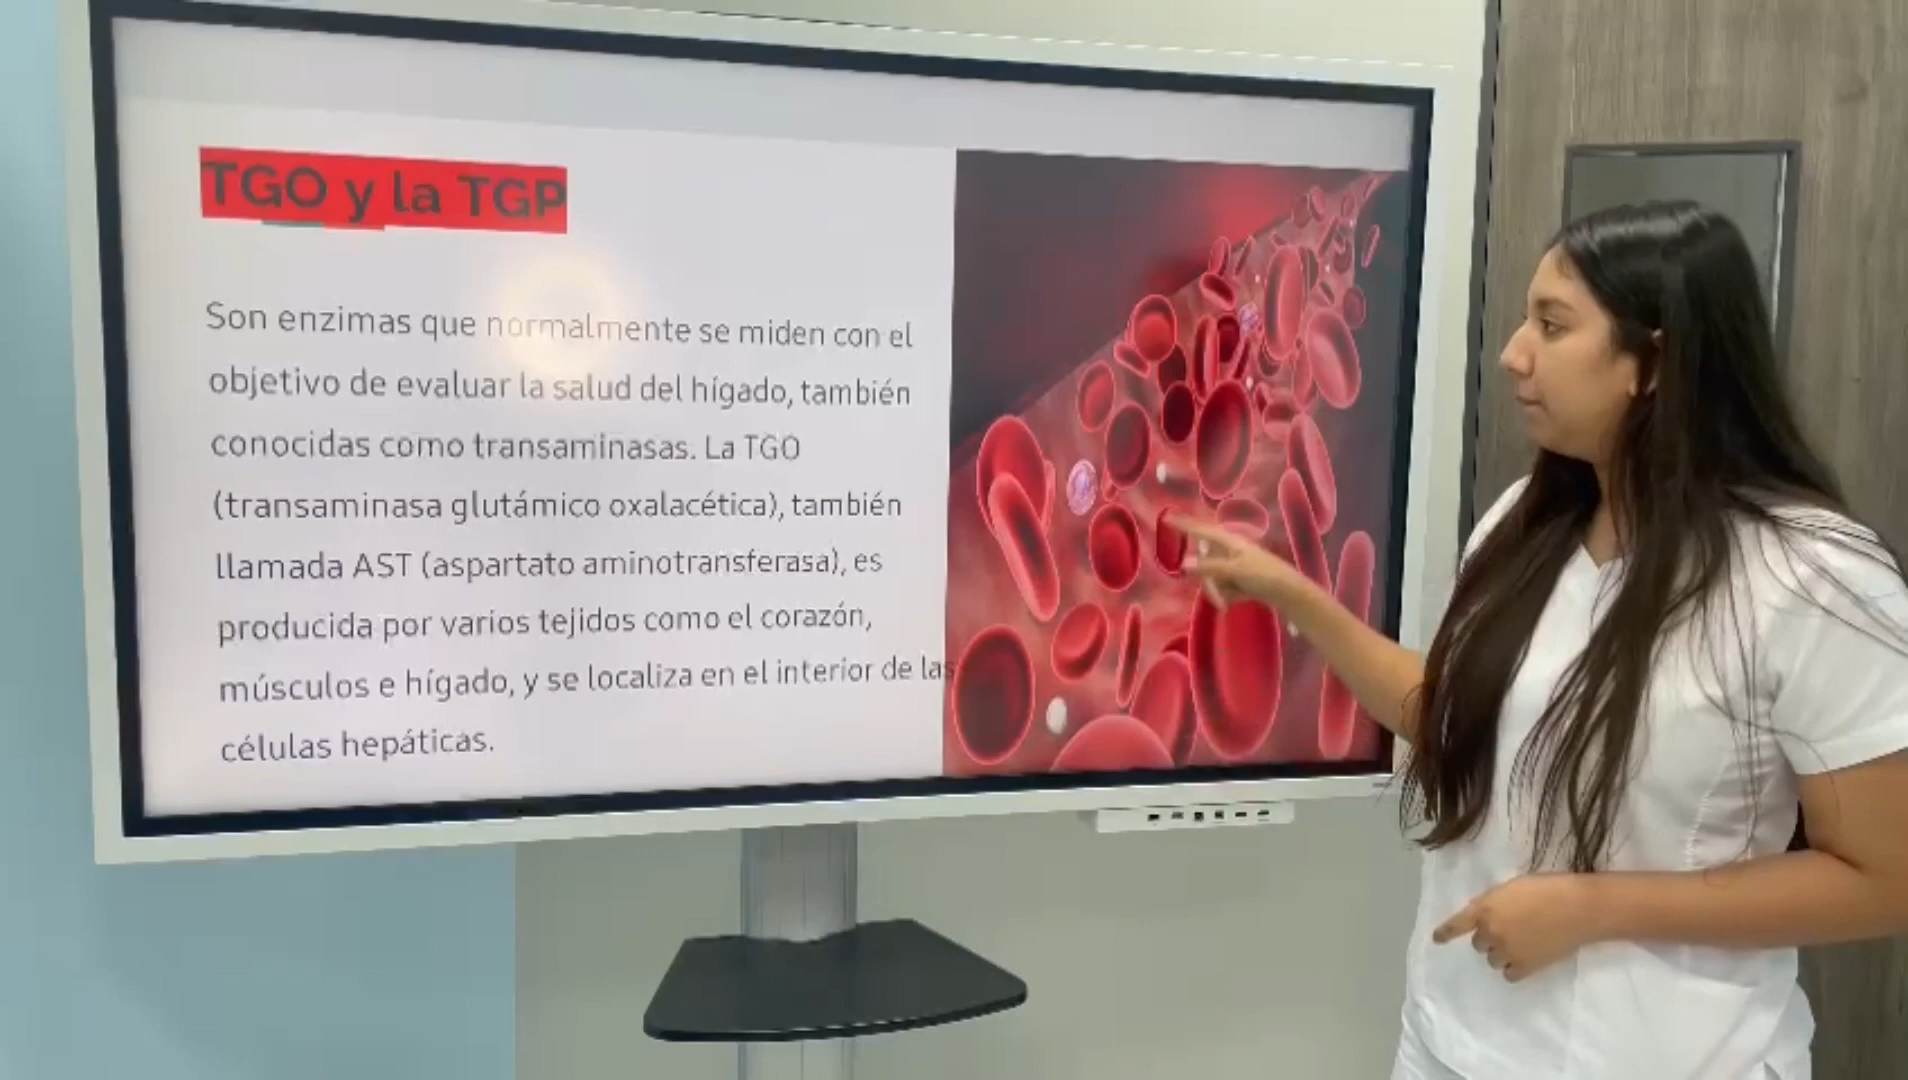 TGO y la TGP
Son enzimas que normalmente se miden con el
objetivo de evaluar la salud del hígado, también
conocidas como transaminasas. La TGO
(transaminasa glutámico oxalacética), también
llamada AST (aspartato aminotransferasa), es
producida por varios tejidos como el corazón,
músculos e hígado, y se localiza en el interior de las
células hepáticas.